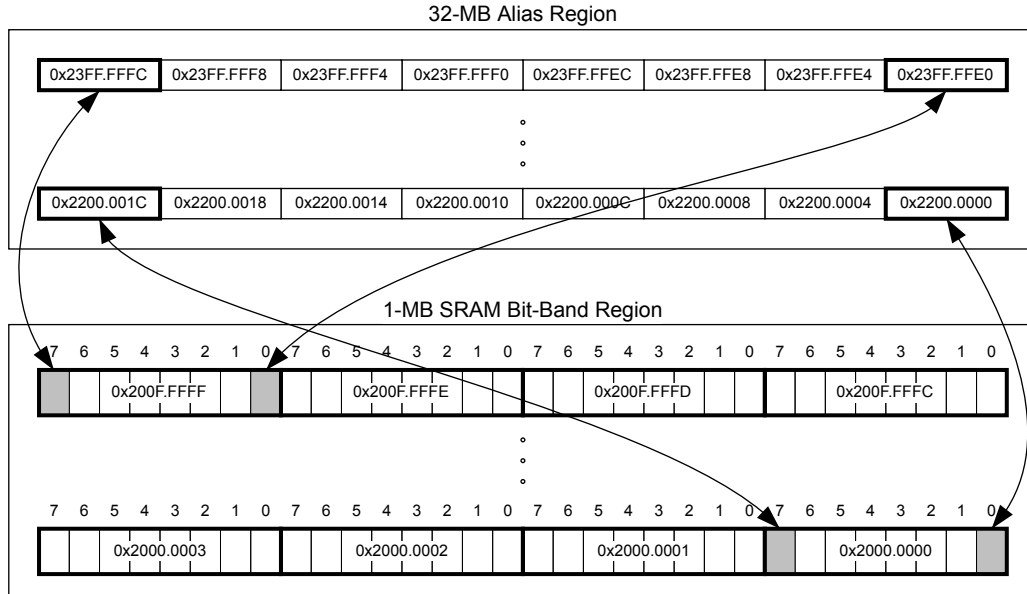 32-MB Alias Region
0x23FF.FFFC 0x23FF.FFF8 0x23FF.FFF4 0x23FF.FFF0 0x23FF.FFEC 0x23FF.FFE8 0x23FF.FFE4 0x23FF.FFE0
0x2200.001C 0x2200.0018 0x2200.0014 0x2200.0010 0x2200.000C 0x2200.0008 0x2200.0004 0x2200.0000
1-MB SRAM Bit-Band Region
7 6 5 4 3 2 1 0 7 6 5 4 3 2 1 0 7 6 5 4 3 2 1 0 7 6 5 4 3 2 1 0
0x200F.FFFF 0x200F.FFFE 0x200F.FFFD 0x200F.FFFC
7 6 5 4 3 2 1 0 7 6 5 4 3 2 1 0 7 6 5 4 3 2 1 0 7 6 5 4 3 2 1 0
0x2000.0003 0x2000.0002 0x2000.0001 0x2000.0000